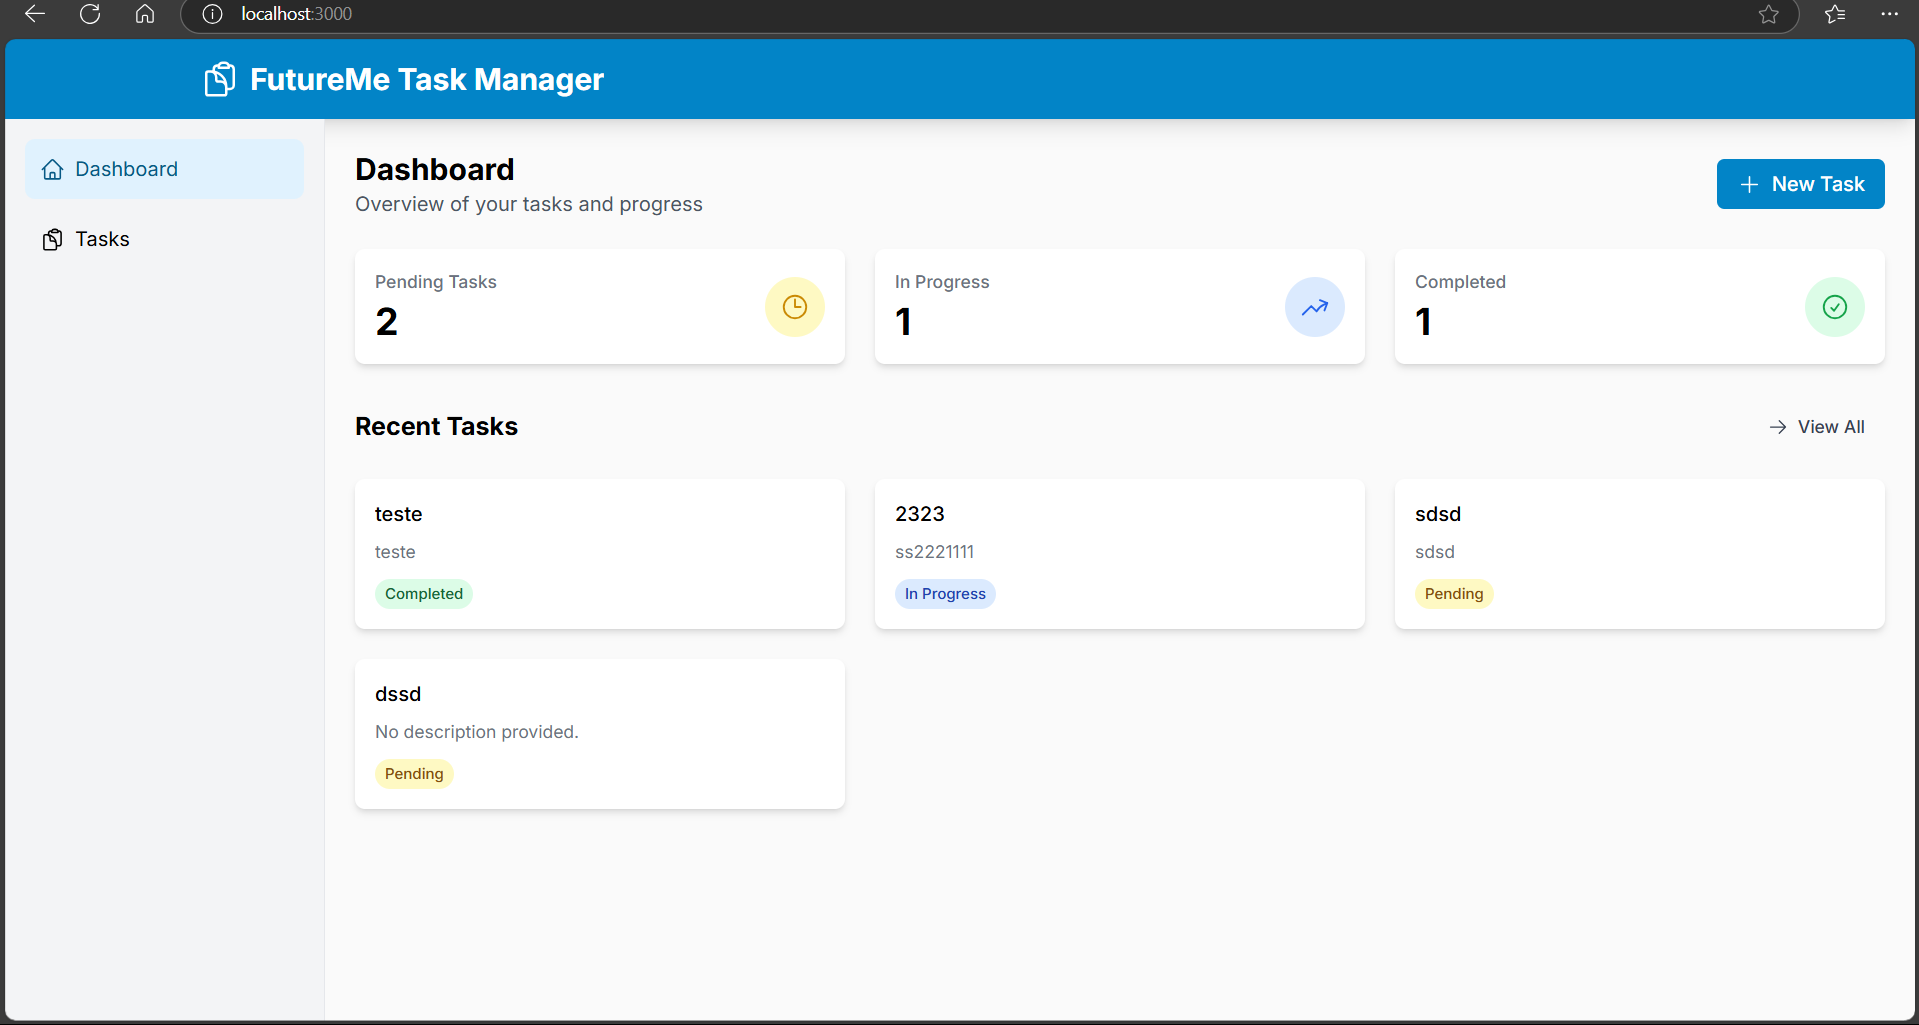 localhost:3000
FutureMe Task Manager
Dashboard
Tasks
Dashboard
Overview of your tasks and progress
New Task
Pending Tasks
2
In Progress
1
Completed
1
Recent Tasks
View All
teste
teste
Completed
2323
ss2221111
In Progress
sdsd
sdsd
Pending
dssd
No description provided.
Pending